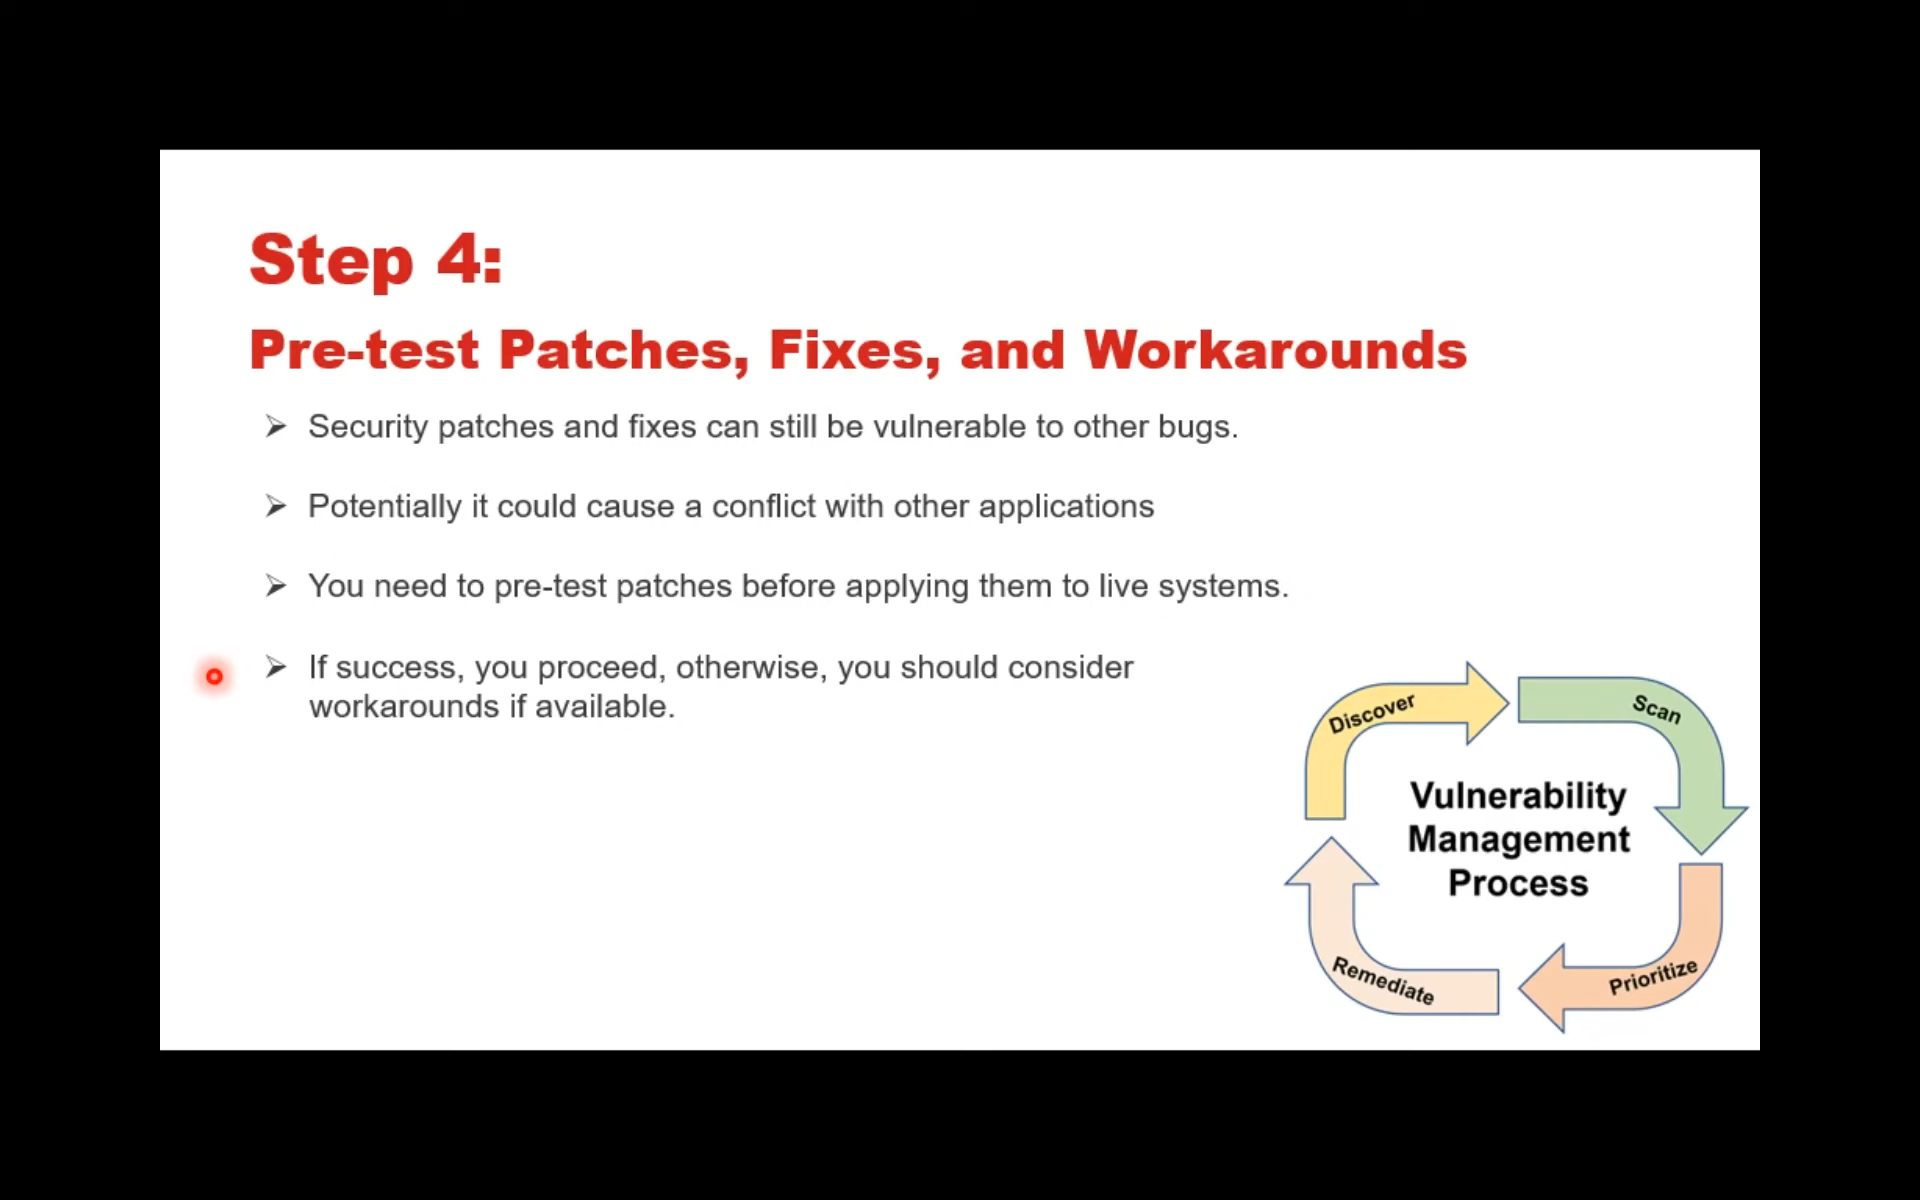 Step 4:
Pre-test Patches, Fixes, and Workarounds
➢ Security patches and fixes can still be vulnerable to other bugs.
➢ Potentially it could cause a conflict with other applications
➢ You need to pre-test patches before applying them to live systems.
➢ If success, you proceed, otherwise, you should consider
workarounds if available.
Discover
Scan
Vulnerability
Management
Process
Remediate
Prioritize